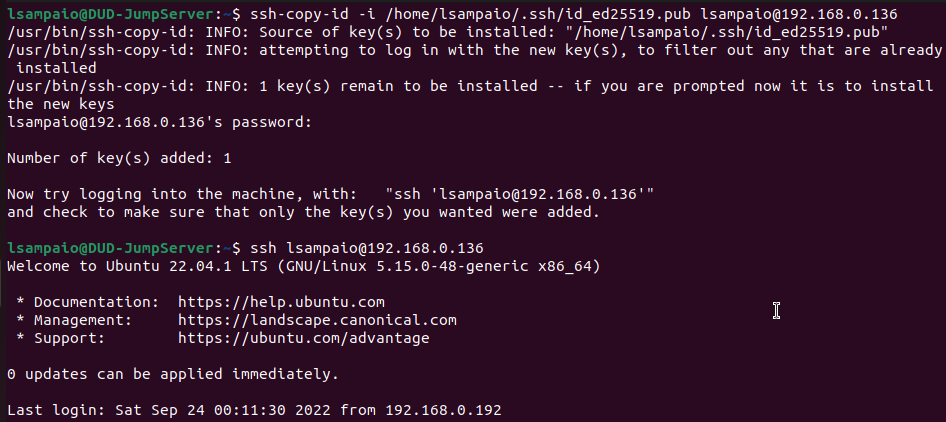 lsampaio@DUD-JumpServer:~$ ssh-copy-id -i /home/lsampaio/.ssh/id_ed25519.pub lsampaio@192.168.0.136
/usr/bin/ssh-copy-id: INFO: Source of key(s) to be installed: "/home/lsampaio/.ssh/id_ed25519.pub"
/usr/bin/ssh-copy-id: INFO: attempting to log in with the new key(s), to filter out any that are already
 installed
/usr/bin/ssh-copy-id: INFO: 1 key(s) remain to be installed -- if you are prompted now it is to install
the new keys
lsampaio@192.168.0.136's password:
Number of key(s) added: 1
Now try logging into the machine, with:   "ssh 'lsampaio@192.168.0.136'"
and check to make sure that only the key(s) you wanted were added.
lsampaio@DUD-JumpServer:~$ ssh lsampaio@192.168.0.136
Welcome to Ubuntu 22.04.1 LTS (GNU/Linux 5.15.0-48-generic x86_64)
 * Documentation:  https://help.ubuntu.com
 * Management:     https://landscape.canonical.com
 * Support:        https://ubuntu.com/advantage
0 updates can be applied immediately.
Last login: Sat Sep 24 00:11:30 2022 from 192.168.0.192